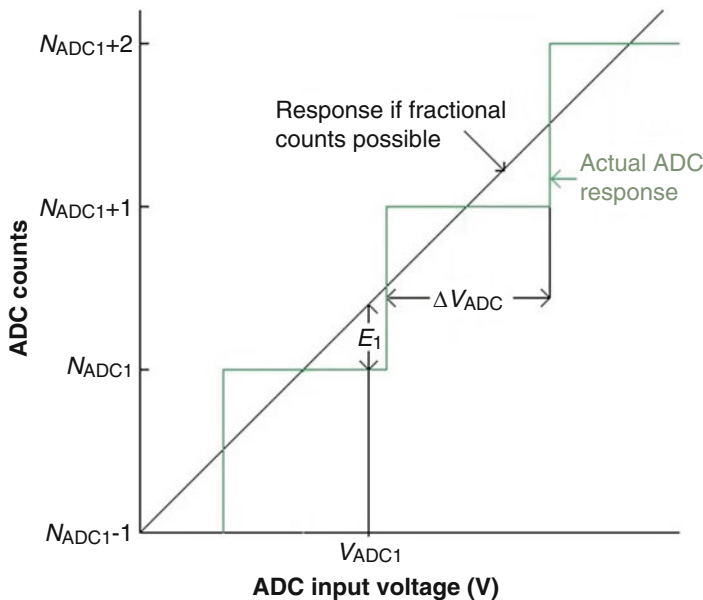 N_ADC1+2
Response if fractional
counts possible
Actual ADC
response
N_ADC1+1
ΔV_ADC
E_1
N_ADC1
N_ADC1-1
V_ADC1
ADC input voltage (V)
ADC counts